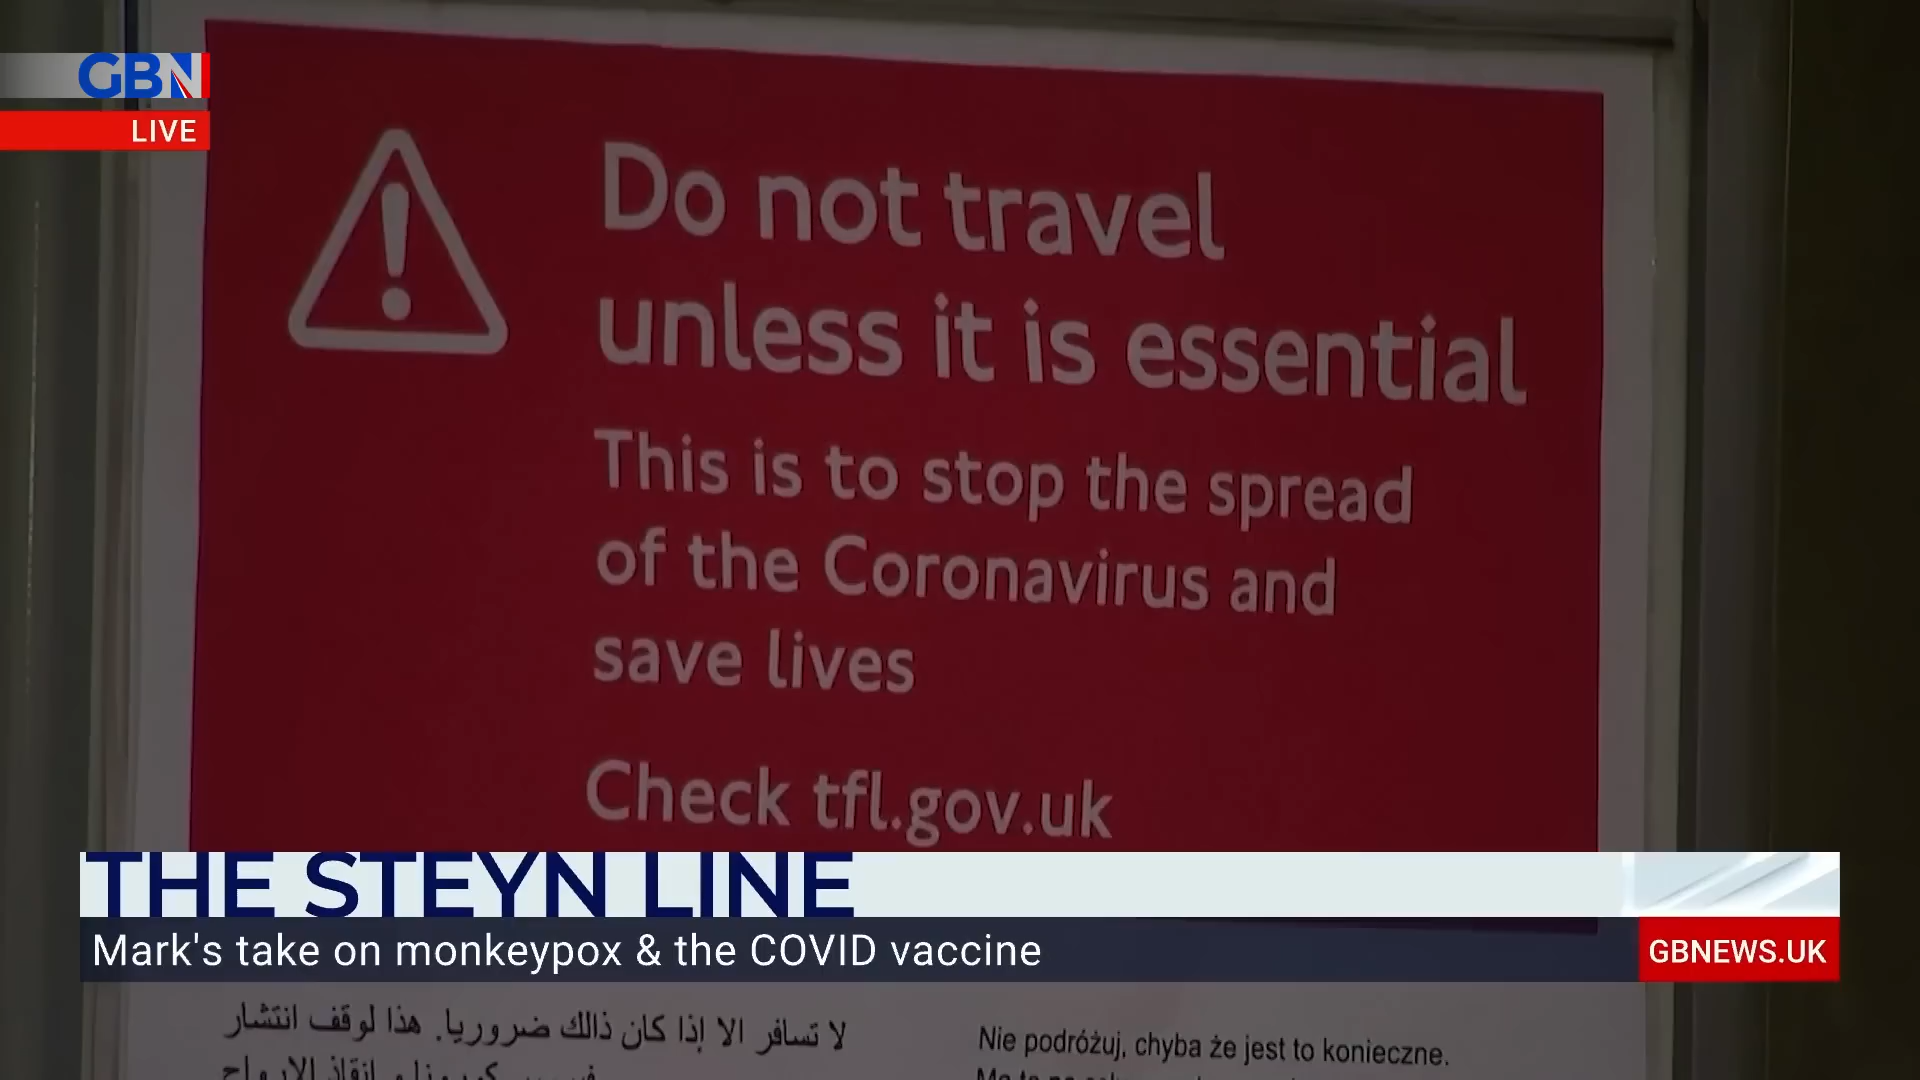 GBN
LIVE
Do not travel
unless it is essential
This is to stop the spread
of the Coronavirus and
save lives
Check tfl.gov.uk
THE STEYN LINE
Mark's take on monkeypox & the COVID vaccine
GBNEWS.UK
لا تسافر الا إذا كان ذالك ضروريا. هذا لوقف انتشار
Nie podróżuj, chyba że jest to konieczne.